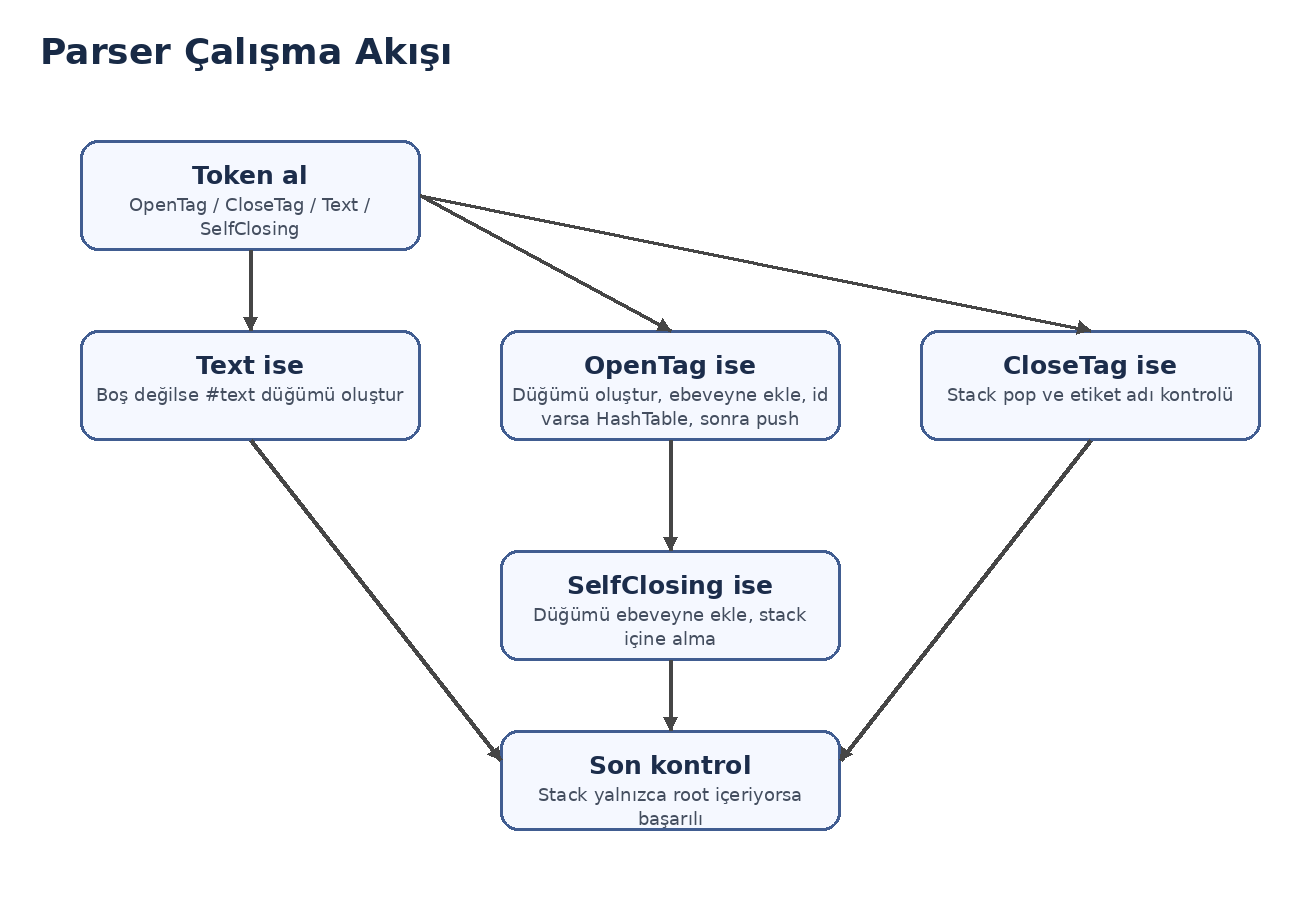 Parser Çalışma Akışı
Token al
OpenTag / CloseTag / Text /
SelfClosing
Text ise
Boş değilse #text düğümü oluştur
OpenTag ise
Düğümü oluştur, ebeveyne ekle, id
varsa HashTable, sonra push
CloseTag ise
Stack pop ve etiket adı kontrolü
SelfClosing ise
Düğümü ebeveyne ekle, stack
içine alma
Son kontrol
Stack yalnızca root içeriyorsa
başarılı